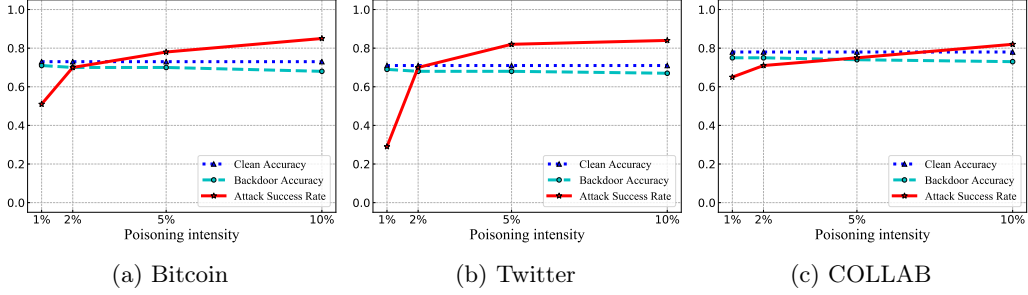 1.0
0.8
0.6
0.4
0.2
0.0
Clean Accuracy
Backdoor Accuracy
Attack Success Rate
1% 2% 5% 10%
Poisoning intensity
(a) Bitcoin
1.0
0.8
0.6
0.4
0.2
0.0
Clean Accuracy
Backdoor Accuracy
Attack Success Rate
1% 2% 5% 10%
Poisoning intensity
(b) Twitter
1.0
0.8
0.6
0.4
0.2
0.0
Clean Accuracy
Backdoor Accuracy
Attack Success Rate
1% 2% 5% 10%
Poisoning intensity
(c) COLLAB